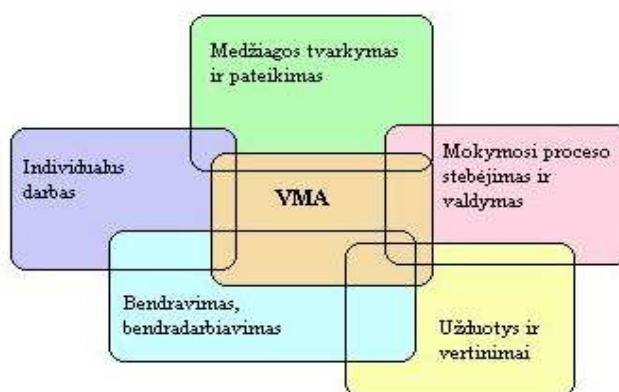 Medžiagos tvarkymas
ir pateikimas
Individualus
darbas
VMA
Mokymosi proceso
stebėjimas ir
valdymas
Bendravimas,
bendradarbiavimas
Užduotys ir
vertinimai